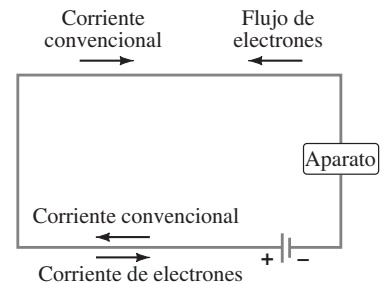 Corriente
convencional
Flujo de
electrones
Aparato
Corriente convencional
+ –
Corriente de electrones